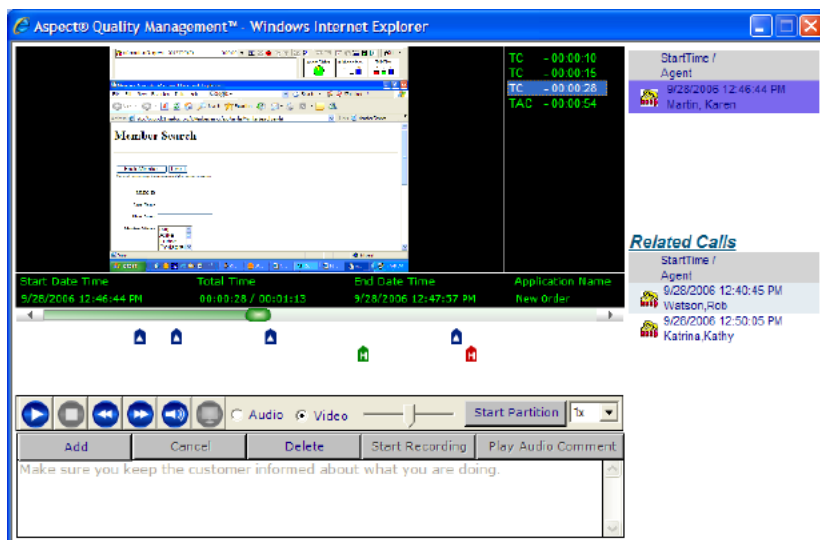 Aspect® Quality Management™ - Windows Internet Explorer
TC - 00:00:10
TC - 00:00:15
TC - 00:00:28
TAC - 00:00:54
Member Search
Start Date Time Total Time End Date Time Application Name
9/28/2006 12:46:44 PM 00:00:28 / 00:01:13 9/28/2006 12:47:57 PM New Order
H
H
Audio Video Start Partition 1x
Add Cancel Delete Start Recording Play Audio Comment
Make sure you keep the customer informed about what you are doing.
StartTime /
Agent
9/28/2006 12:46:44 PM
Martin, Karen
Related Calls
StartTime /
Agent
9/28/2006 12:40:45 PM
Watson,Rob
9/28/2006 12:50:05 PM
Katrina,Kathy